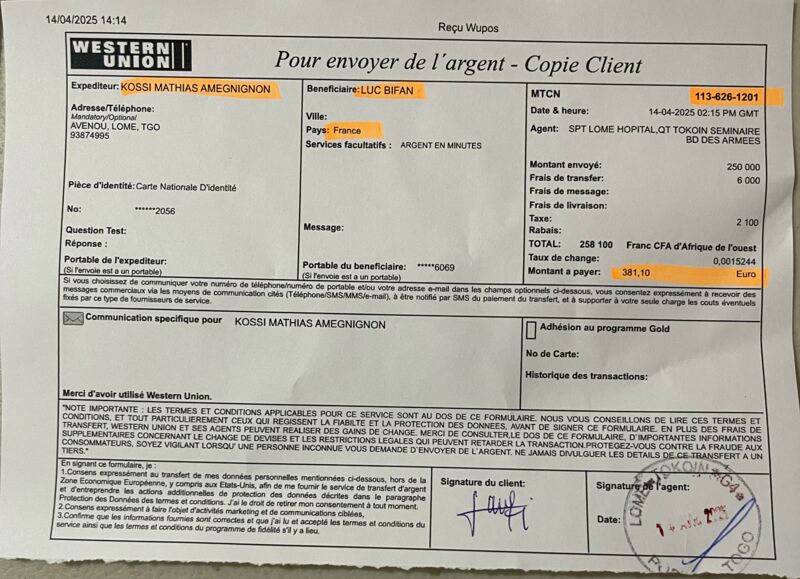 14/04/2025 14:14
Reçu Wupos
WESTERN UNION
Pour envoyer de l´argent - Copie Client
Expediteur: KOSSI MATHIAS AMEGNIGNON
Adresse/Téléphone:
Mandatory/Optional
AVENOU, LOME, TGO
93874995
Pièce d'identité: Carte Nationale D'identité
No: ******2056
Question Test:
Réponse :
Portable de l'expediteur:
(Si l'envoie est un portable)
Beneficiaire: LUC BIFAN
Ville:
Pays: France
Services facultatifs : ARGENT EN MINUTES
Message:
Portable du beneficiaire: *****6069
(Si l'envoie est un portable)
MTCN 113-626-1201
Date & heure: 14-04-2025 02:15 PM GMT
Agent: SPT LOME HOPITAL,QT TOKOIN SEMINAIRE
BD DES ARMEES
Montant envoyé: 250 000
Frais de transfer: 6 000
Frais de message:
Frais de livraison:
Taxe: 2 100
Rabais:
TOTAL: 258 100 Franc CFA d'Afrique de l'ouest
Taux de change: 0,0015244
Montant a payer: 381,10 Euro
Si vous choisissez de communiquer votre numéro de téléphone/numéro de portable et/ou votre adresse e-mail dans les champs optionnels ci-dessous, vous consentez expressément à recevoir des
messages commerciaux via les moyens de communication cités (Téléphone/SMS/MMS/e-mail), à être notifié par SMS du paiement du transfert, et à supporter à votre seule charge les couts éventuels
fixés par ce type de fournisseurs de service.
Communication specifique pour KOSSI MATHIAS AMEGNIGNON
Merci d'avoir utilisé Western Union.
Adhésion au programme Gold
No de Carte:
Historique des transactions:
"NOTE IMPORTANTE : LES TERMES ET CONDITIONS APPLICABLES POUR CE SERVICE SONT AU DOS DE CE FORMULAIRE. NOUS VOUS CONSEILLONS DE LIRE CES TERMES ET
CONDITIONS, ET TOUT PARTICULIEREMENT CEUX QUI REGISSENT LA FIABILTE ET LA PROTECTION DES DONNÉES, AVANT DE SIGNER CE FORMULAIRE. EN PLUS DES FRAIS DE
TRANSFERT, WESTERN UNION ET SES AGENTS PEUVENT REALISER DES GAINS DE CHANGE. MERCI DE CONSULTER LE DOS DE CE FORMULAIRE, D'IMPORTANTES INFORMATIONS
SUPPLEMENTAIRES CONCERNANT LE CHANGE DE DEVISES ET LES RESTRICTIONS LEGALES QUI PEUVENT RETARDER LA TRANSACTION.PROTEGEZ-VOUS CONTRE LA FRAUDE AUX
CONSOMMATEURS. SOYEZ VIGILANT LORSQU' UNE PERSONNE INCONNUE VOUS DEMANDE D'ENVOYER DE L'ARGENT. NE JAMAIS DIVULGUER LES DETAILS DE CE TRANSFERT A UN
TIERS."
En signant ce formulaire, je :
1.Consens expressément au transfert de mes données personnelles mentionnées ci-dessous, hors de la
Zone Economique Européenne, y compris aux Etats-Unis, afin de me fournir le service de transfert d'argent
et d'entreprendre les actions additionnelles de protection des données décrites dans le paragraphe
Protection des Données des termes et conditions. J'ai le droit de retirer mon consentement à tout moment.
2.Consens expressément à faire l'objet d'activités marketing et de communications ciblées,
3.Confirme que les informations fournies sont correctes et que j'ai lu et accepté les termes et conditions du
service ainsi que les termes et conditions du programme de fidélité s'il y a lieu.
Signature du client:
Signature de l'agent:
Date:
LOME TOKOIN *G4*
14 2025
TOGO